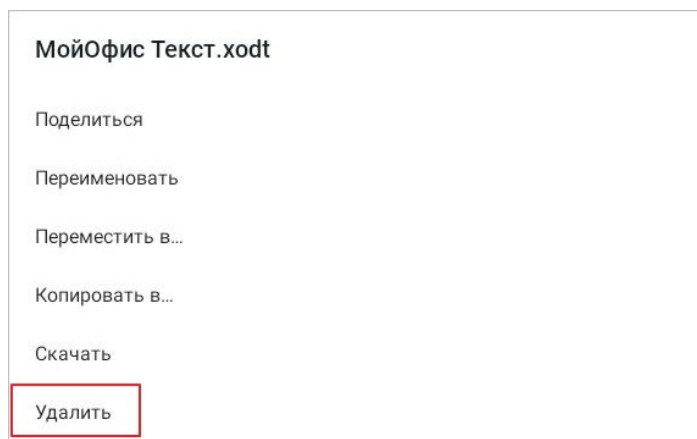 МойОфис Текст.xodt
Поделиться
Переименовать
Переместить в…
Копировать в…
Скачать
Удалить